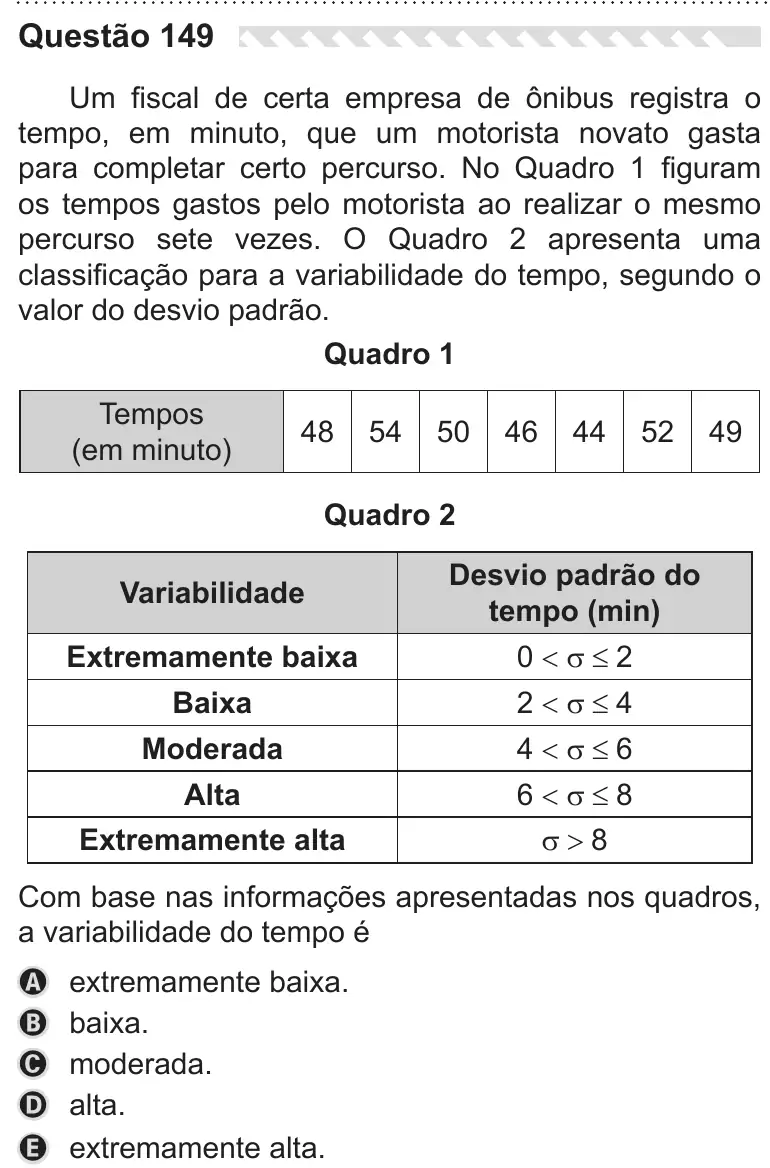 Questão 149
Um fiscal de certa empresa de ônibus registra o
tempo, em minuto, que um motorista novato gasta
para completar certo percurso. No Quadro 1 figuram
os tempos gastos pelo motorista ao realizar o mesmo
percurso sete vezes. O Quadro 2 apresenta uma
classificação para a variabilidade do tempo, segundo o
valor do desvio padrão.
Quadro 1
Tempos
(em minuto) 48 54 50 46 44 52 49
Quadro 2
Variabilidade Desvio padrão do
tempo (min)
Extremamente baixa 0 < σ ≤ 2
Baixa 2 < σ ≤ 4
Moderada 4 < σ ≤ 6
Alta 6 < σ ≤ 8
Extremamente alta σ > 8
Com base nas informações apresentadas nos quadros,
a variabilidade do tempo é
A extremamente baixa.
B baixa.
C moderada.
D alta.
E extremamente alta.